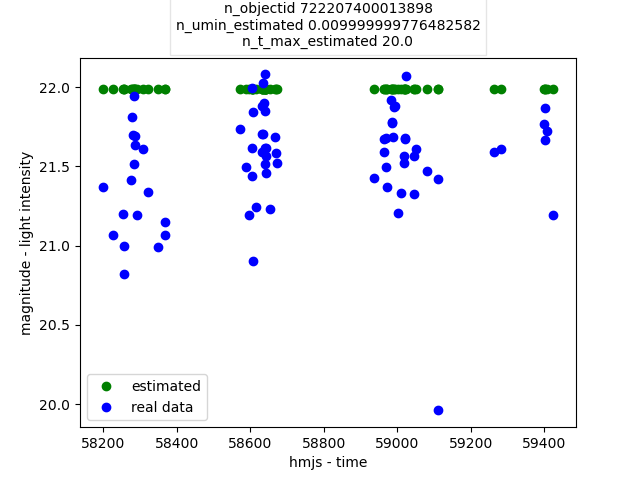 n_objectid 722207400013898
n_umin_estimated 0.009999999776482582
n_t_max_estimated 20.0
22.0
21.5
21.0
20.5
20.0
magnitude - light intensity
estimated
real data
58200 58400 58600 58800 59000 59200 59400
hmjs - time